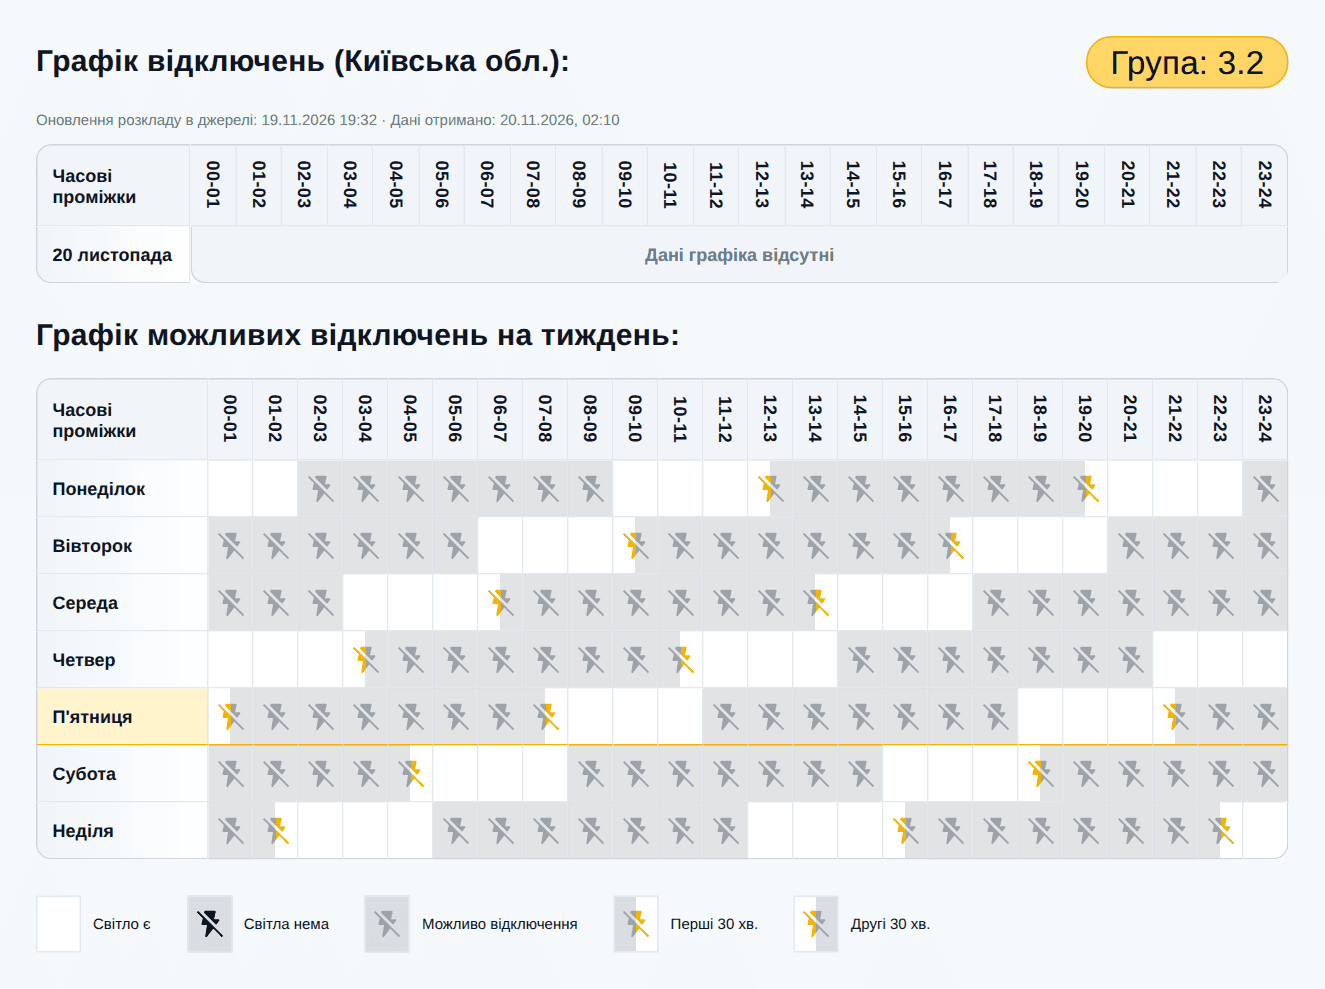 Графік відключень (Київська обл.):
Група: 3.2
Оновлення розкладу в джерелі: 19.11.2026 19:32 · Дані отримано: 20.11.2026, 02:10
Часові проміжки 00-01 01-02 02-03 03-04 04-05 05-06 06-07 07-08 08-09 09-10 10-11 11-12 12-13 13-14 14-15 15-16 16-17 17-18 18-19 19-20 20-21 21-22 22-23 23-24
20 листопада Дані графіка відсутні
Графік можливих відключень на тиждень:
Часові проміжки 00-01 01-02 02-03 03-04 04-05 05-06 06-07 07-08 08-09 09-10 10-11 11-12 12-13 13-14 14-15 15-16 16-17 17-18 18-19 19-20 20-21 21-22 22-23 23-24
Понеділок
Вівторок
Середа
Четвер
П'ятниця
Субота
Неділя
Світло є Світла нема Можливо відключення Перші 30 хв. Другі 30 хв.